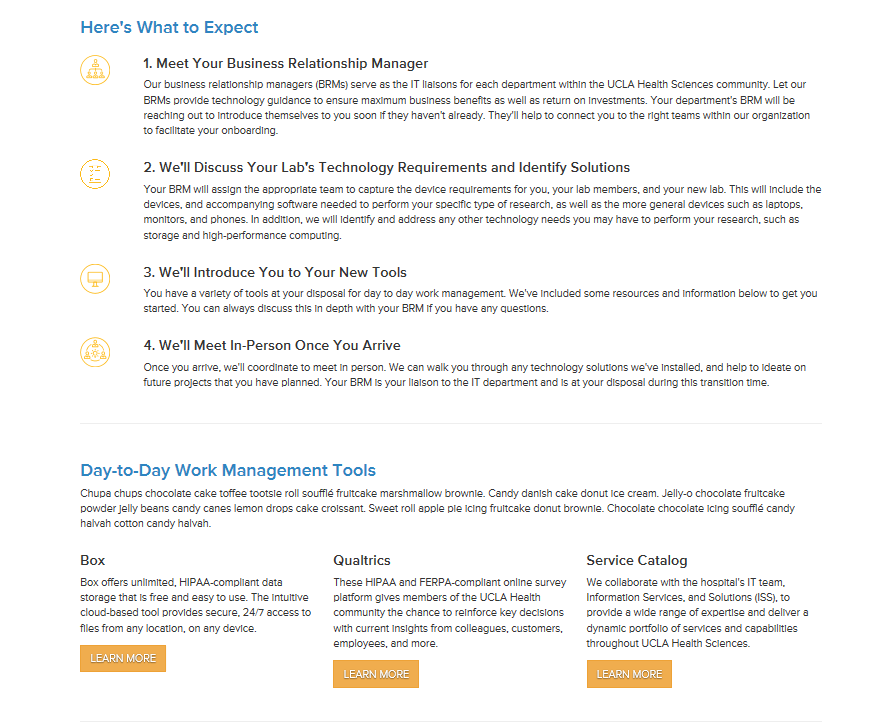 Here's What to Expect
1. Meet Your Business Relationship Manager
Our business relationship managers (BRMs) serve as the IT liaisons for each department within the UCLA Health Sciences community. Let our
BRMs provide technology guidance to ensure maximum business benefits as well as return on investments. Your department's BRM will be
reaching out to introduce themselves to you soon if they haven't already. They'll help to connect you to the right teams within our organization
to facilitate your onboarding.
2. We'll Discuss Your Lab's Technology Requirements and Identify Solutions
Your BRM will assign the appropriate team to capture the device requirements for you, your lab members, and your new lab. This will include the
devices, and accompanying software needed to perform your specific type of research, as well as the more general devices such as laptops,
monitors, and phones. In addition, we will identify and address any other technology needs you may have to perform your research, such as
storage and high-performance computing.
3. We'll Introduce You to Your New Tools
You have a variety of tools at your disposal for day to day work management. We've included some resources and information below to get you
started. You can always discuss this in depth with your BRM if you have any questions.
4. We'll Meet In-Person Once You Arrive
Once you arrive, we'll coordinate to meet in person. We can walk you through any technology solutions we've installed, and help to ideate on
future projects that you have planned. Your BRM is your liaison to the IT department and is at your disposal during this transition time.
Day-to-Day Work Management Tools
Chupa chups chocolate cake toffee tootsie roll soufflé fruitcake marshmallow brownie. Candy danish cake donut ice cream. Jelly-o chocolate fruitcake
powder jelly beans candy canes lemon drops cake croissant. Sweet roll apple pie icing fruitcake donut brownie. Chocolate chocolate icing soufflé candy
halvah cotton candy halvah.
Box
Box offers unlimited, HIPAA-compliant data
storage that is free and easy to use. The intuitive
cloud-based tool provides secure, 24/7 access to
files from any location, on any device.
LEARN MORE
Qualtrics
These HIPAA and FERPA-compliant online survey
platform gives members of the UCLA Health
community the chance to reinforce key decisions
with current insights from colleagues, customers,
employees, and more.
LEARN MORE
Service Catalog
We collaborate with the hospital's IT team,
Information Services, and Solutions (ISS), to
provide a wide range of expertise and deliver a
dynamic portfolio of services and capabilities
throughout UCLA Health Sciences.
LEARN MORE